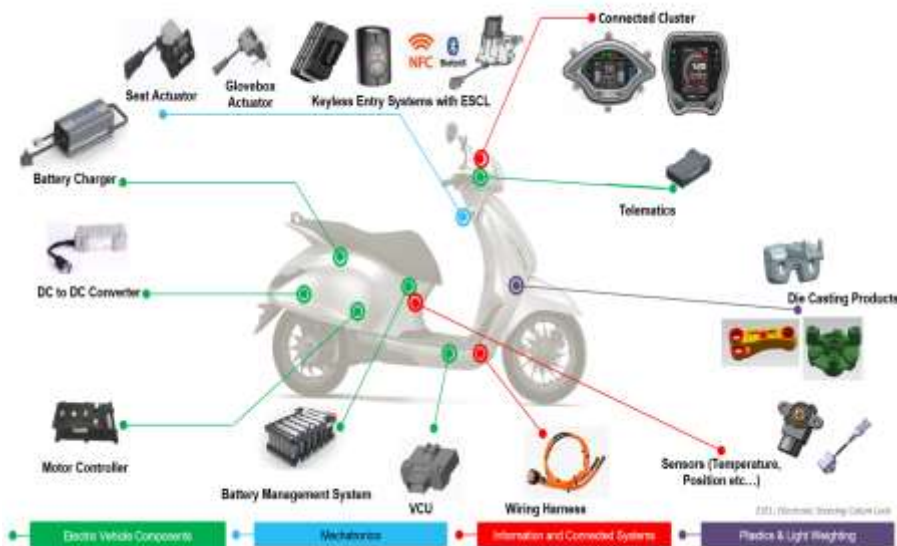 Connected Cluster
NFC
Bluetooth
Seat Actuator
Glovebox
Actuator
Keyless Entry Systems with ESCL
Battery Charger
Telematics
DC to DC Converter
Die Casting Products
Motor Controller
Battery Management System
VCU
Wiring Harness
Sensors (Temperature,
Position etc...)
ESCL: Electronic Steering Column Lock
Electric Vehicle Components
Mechatronics
Information and Connected Systems
Plastics & Light Weighting